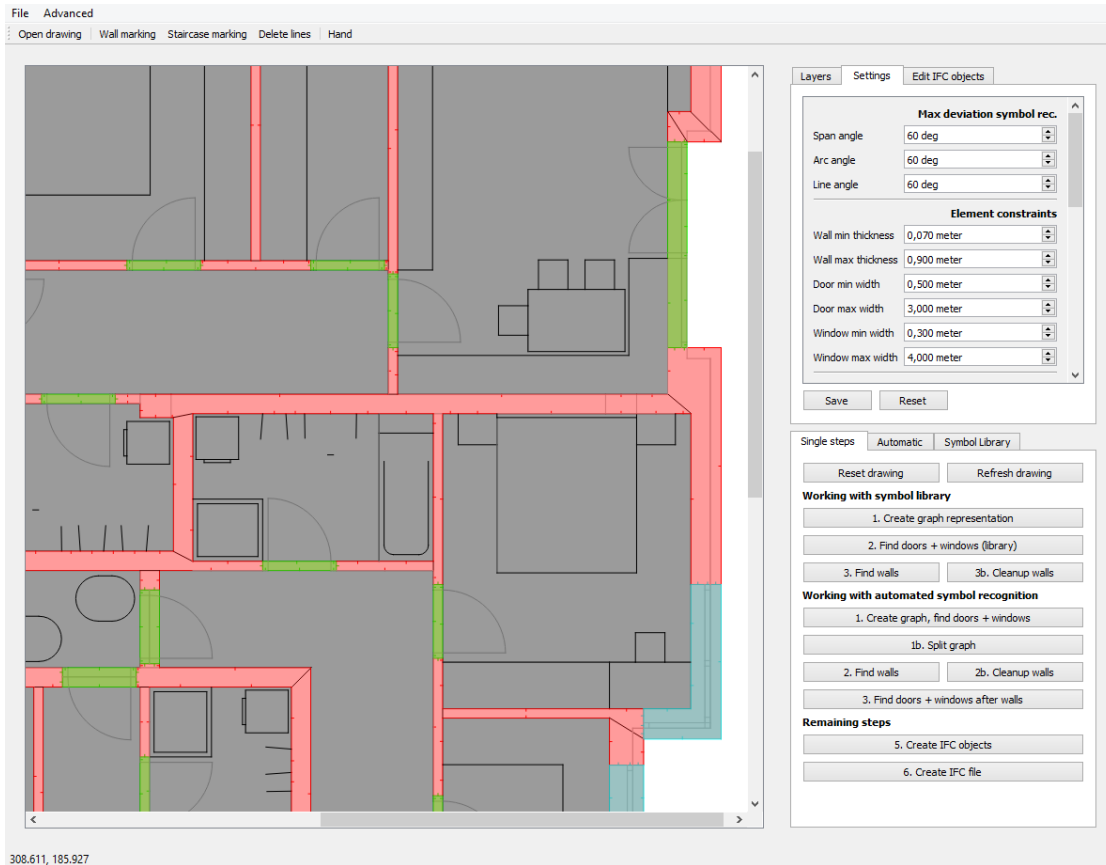 File Advanced
Open drawing Wall marking Staircase marking Delete lines Hand
Layers Settings Edit IFC objects
Max deviation symbol rec.
Span angle 60 deg
Arc angle 60 deg
Line angle 60 deg
Element constraints
Wall min thickness 0,070 meter
Wall max thickness 0,900 meter
Door min width 0,500 meter
Door max width 3,000 meter
Window min width 0,300 meter
Window max width 4,000 meter
Save Reset
Single steps Automatic Symbol Library
Reset drawing Refresh drawing
Working with symbol library
1. Create graph representation
2. Find doors + windows (library)
3. Find walls 3b. Cleanup walls
Working with automated symbol recognition
1. Create graph, find doors + windows
1b. Split graph
2. Find walls 2b. Cleanup walls
3. Find doors + windows after walls
Remaining steps
5. Create IFC objects
6. Create IFC file
308.611, 185.927